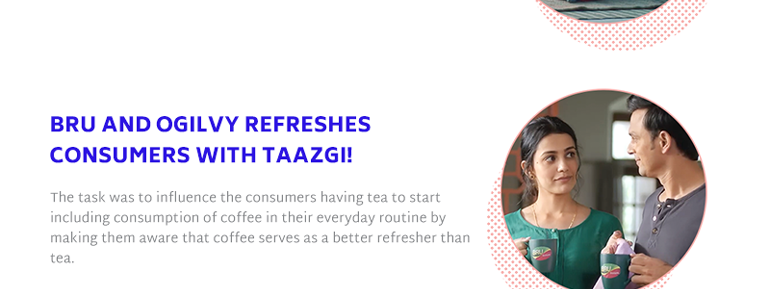 BRU AND OGILVY REFRESHES
CONSUMERS WITH TAAZGI!
The task was to influence the consumers having tea to start
including consumption of coffee in their everyday routine by
making them aware that coffee serves as a better refresher than
tea.